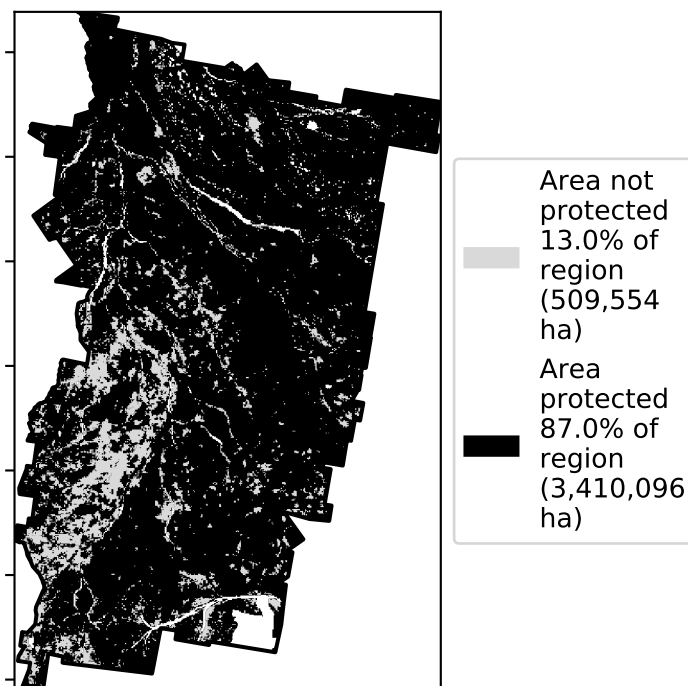 Area not
protected
13.0% of
region
(509,554
ha)
Area
protected
87.0% of
region
(3,410,096
ha)